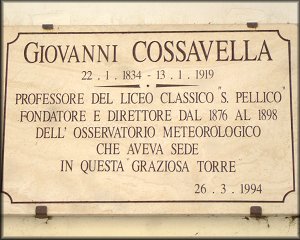 GIOVANNI COSSAVELLA
22.1.1834 - 13.1.1919
PROFESSORE DEL LICEO CLASSICO "S. PELLICO"
FONDATORE E DIRETTORE DAL 1876 AL 1898
DELL' OSSERVATORIO METEOROLOGICO
CHE AVEVA SEDE
IN QUESTA GRAZIOSA TORRE
26.3.1994